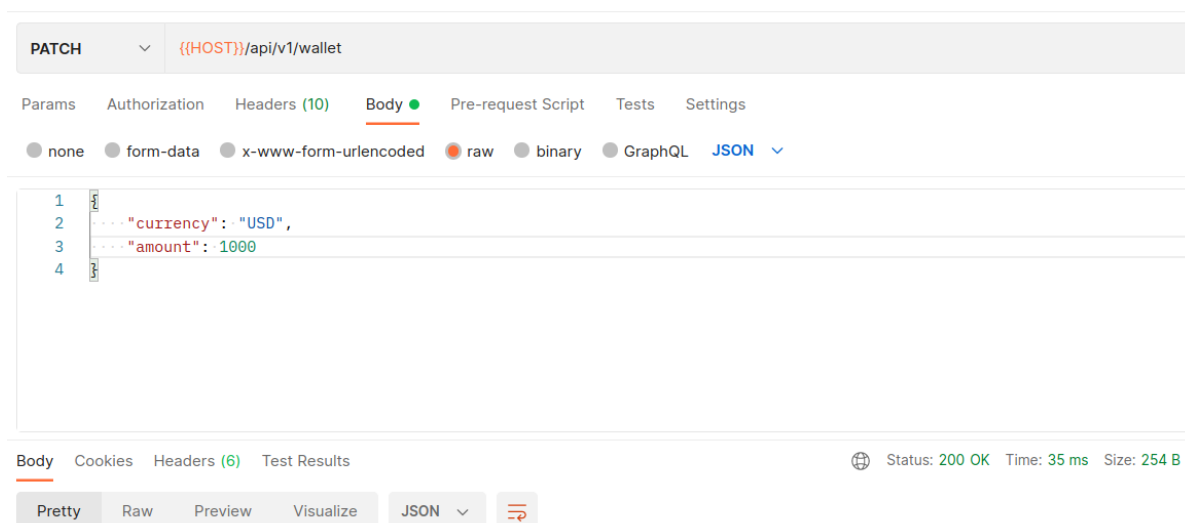 PATCH {{HOST}}/api/v1/wallet
Params Authorization Headers (10) Body Pre-request Script Tests Settings
none form-data x-www-form-urlencoded raw binary GraphQL JSON
1 {
2 "currency": "USD",
3 "amount": 1000
4 }
Body Cookies Headers (6) Test Results Status: 200 OK Time: 35 ms Size: 254 B
Pretty Raw Preview Visualize JSON